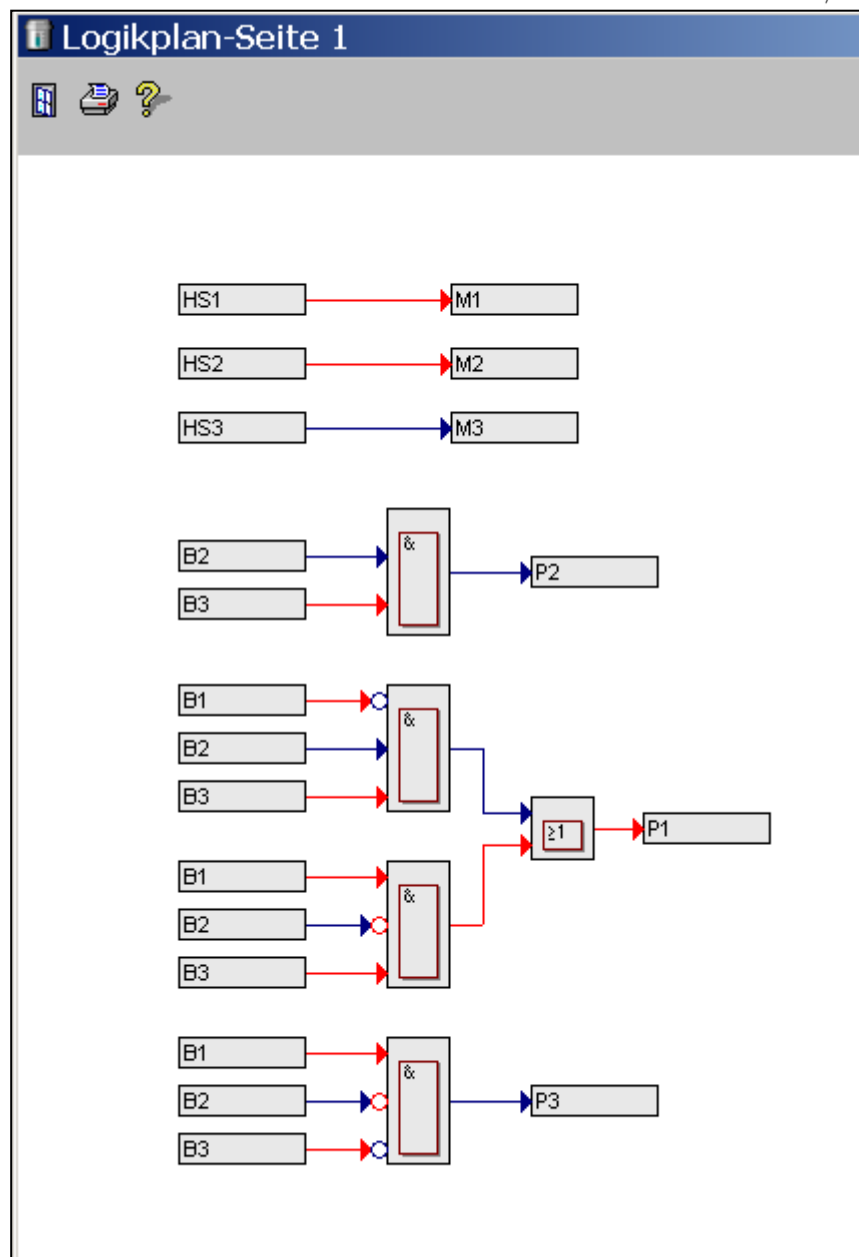 Logikplan-Seite 1
HS1 M1
HS2 M2
HS3 M3
&
B2 P2
B3
B1 &
B2
B3
≥1 P1
B1 &
B2
B3
B1 &
B2 P3
B3